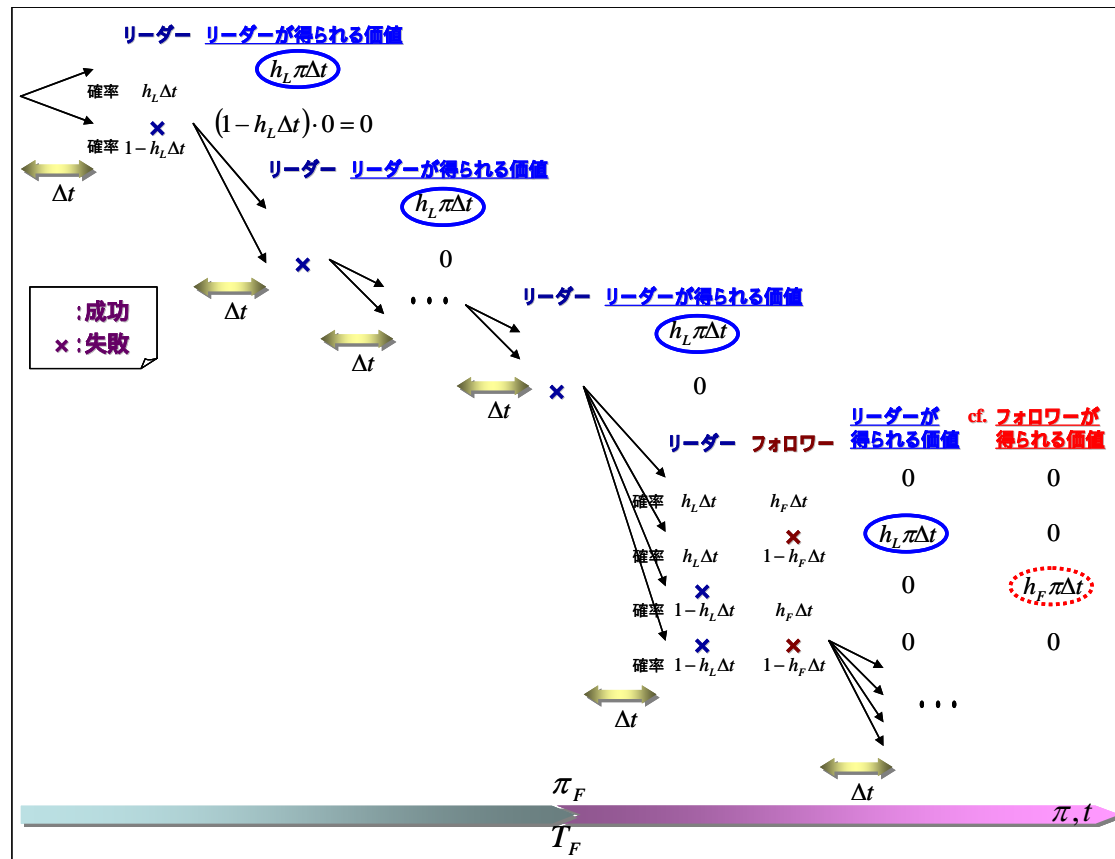 リーダー リーダーが得られる価値
h_L πΔt
確率 h_L Δt
× (1−h_L Δt)·0=0
確率 1−h_L Δt
Δt
リーダー リーダーが得られる価値
h_L πΔt
× 0
Δt
･･･
Δt
:成功
×:失敗
リーダー リーダーが得られる価値
h_L πΔt
× 0
Δt
リーダー フォロワー リーダーが得られる価値 cf. フォロワーが得られる価値
0 0
確率 h_L Δt h_F Δt
× h_L πΔt 0
確率 h_L Δt 1−h_F Δt
× 0 h_F πΔt
確率 1−h_L Δt h_F Δt
× × 0 0
確率 1−h_L Δt 1−h_F Δt
Δt
･･･
Δt
π_F
π,t
T_F